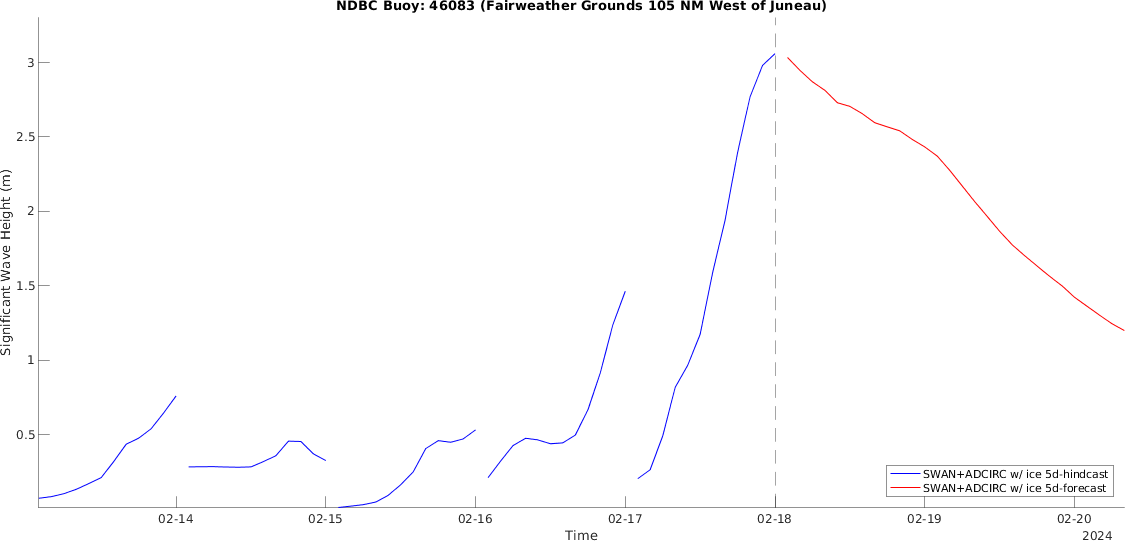 NDBC Buoy: 46083 (Fairweather Grounds 105 NM West of Juneau)
Significant Wave Height (m)
3
2.5
2
1.5
1
0.5
SWAN+ADCIRC w/ ice 5d-hindcast
SWAN+ADCIRC w/ ice 5d-forecast
02-14 02-15 02-16 02-17 02-18 02-19 02-20
Time
2024